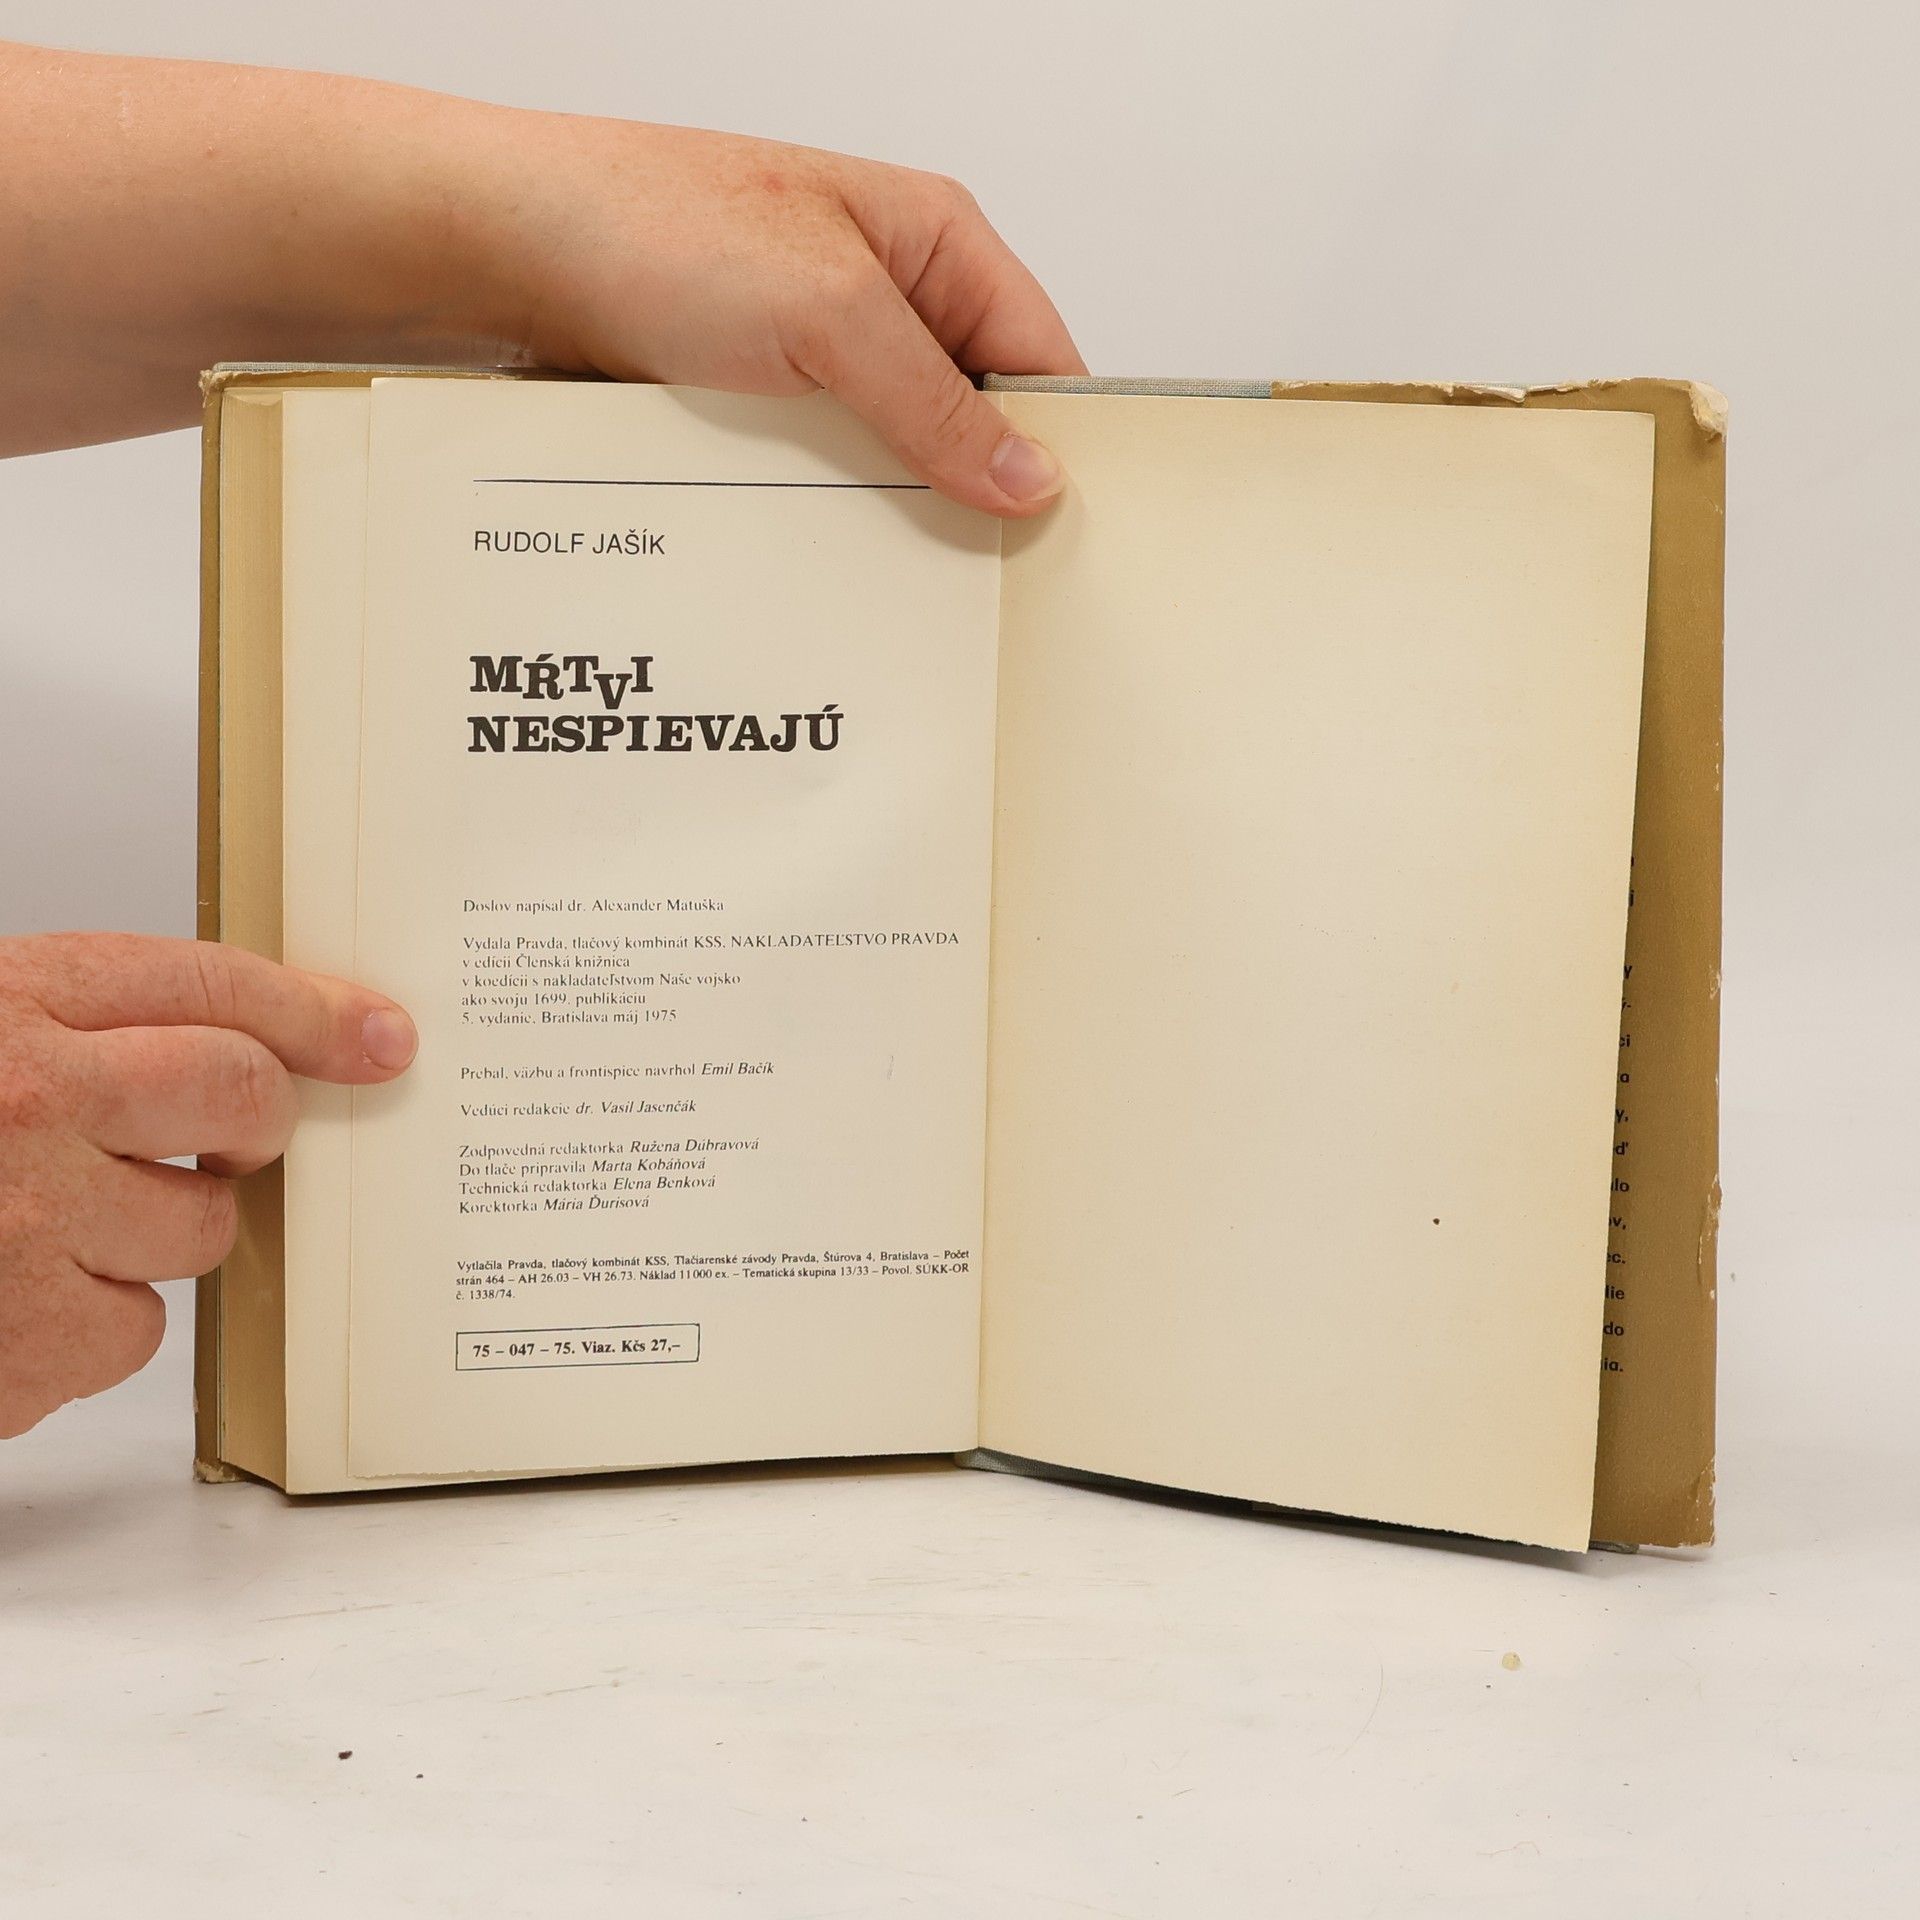 RUDOLF JAŠÍK
MŔTVI
NESPIEVAJÚ
Doslov napísal dr. Alexander Matuška
Vydala Pravda, tlačový kombinát KSS, NAKLADATEĽSTVO PRAVDA
v edícii Členská knižnica
v koedícii s nakladateľstvom Naše vojsko
ako svoju 1699. publikáciu
5. vydanie, Bratislava máj 1975
Prebal, väzbu a frontispice navrhol Emil Bačík
Vedúci redakcie dr. Vasil Jasenčák
Zodpovedná redaktorka Ružena Dúbravová
Do tlače pripravila Marta Kobáňová
Technická redaktorka Elena Benková
Korektorka Mária Ďurisová
Vytlačila Pravda, tlačový kombinát KSS, Tlačiarenské závody Pravda, Štúrova 4, Bratislava – Počet
strán 464 – AH 26.03 – VH 26.73. Náklad 11 000 ex. – Tematická skupina 13/33 – Povol. SÚKK-OR
č. 1338/74.
75 – 047 – 75. Viaz. Kčs 27,–